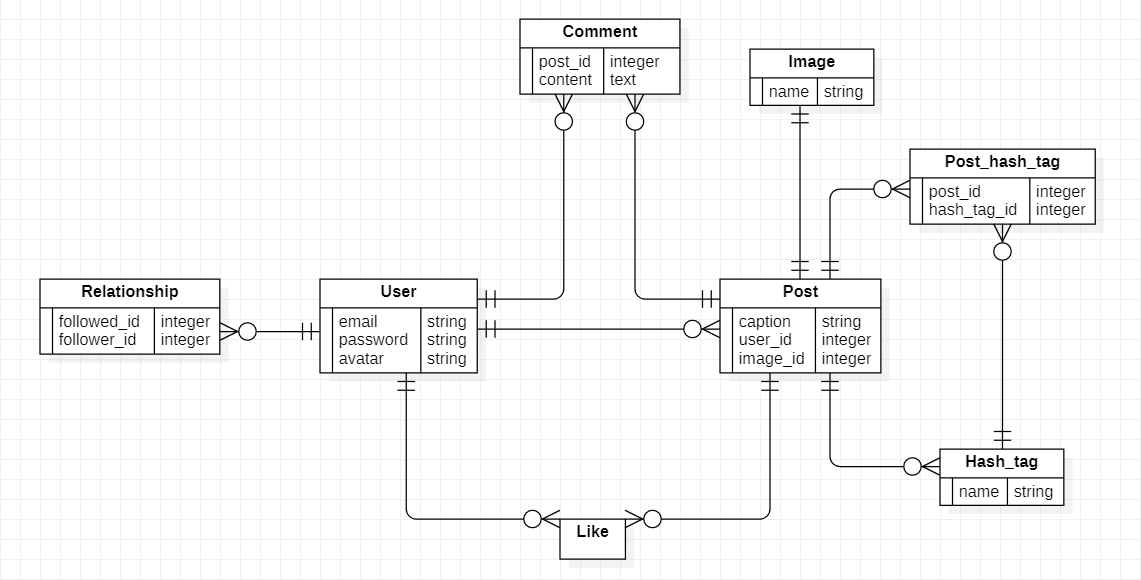 Comment
post_id integer
content text
Image
name string
Post_hash_tag
post_id integer
hash_tag_id integer
Relationship
followed_id integer
follower_id integer
User
email string
password string
avatar string
Post
caption string
user_id integer
image_id integer
Hash_tag
name string
Like